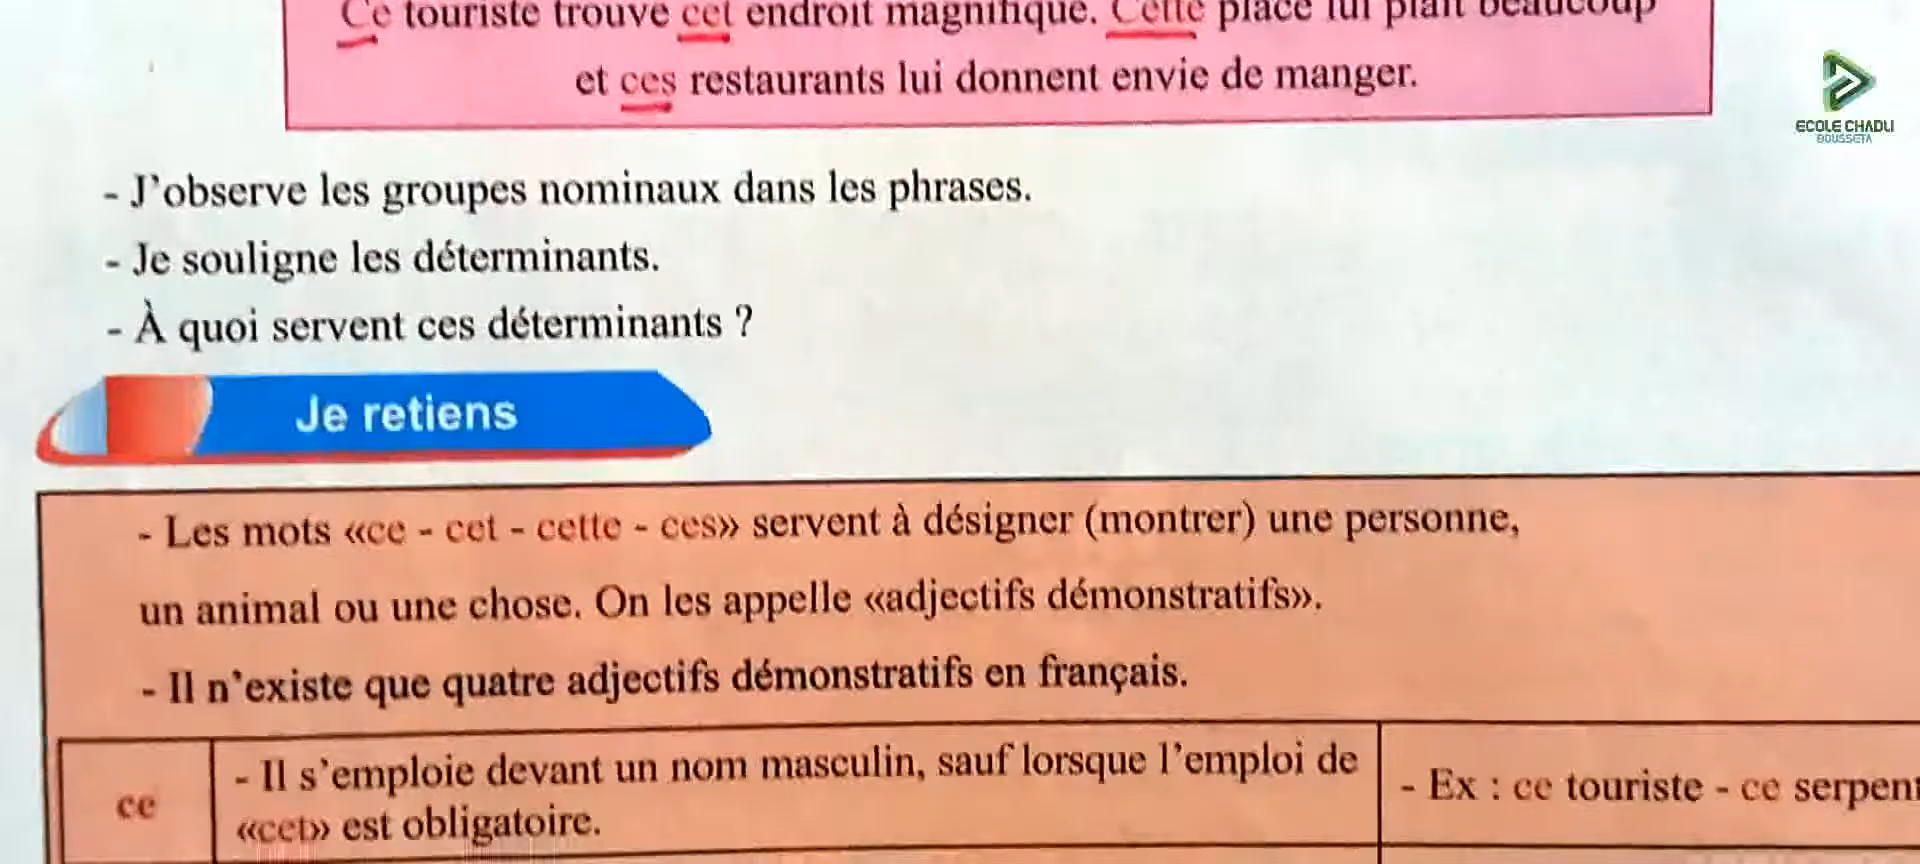 Ce touriste trouve cet endroit magnifique. Cette place lui plaît beaucoup
et ces restaurants lui donnent envie de manger.
ECOLE CHADLI
BOUSSETA
- J'observe les groupes nominaux dans les phrases.
- Je souligne les déterminants.
- À quoi servent ces déterminants ?
Je retiens
- Les mots «ce - cet - cette - ces» servent à désigner (montrer) une personne,
un animal ou une chose. On les appelle «adjectifs démonstratifs».
- Il n'existe que quatre adjectifs démonstratifs en français.
ce
- Il s'emploie devant un nom masculin, sauf lorsque l'emploi de
«cet» est obligatoire.
- Ex : ce touriste - ce serpent